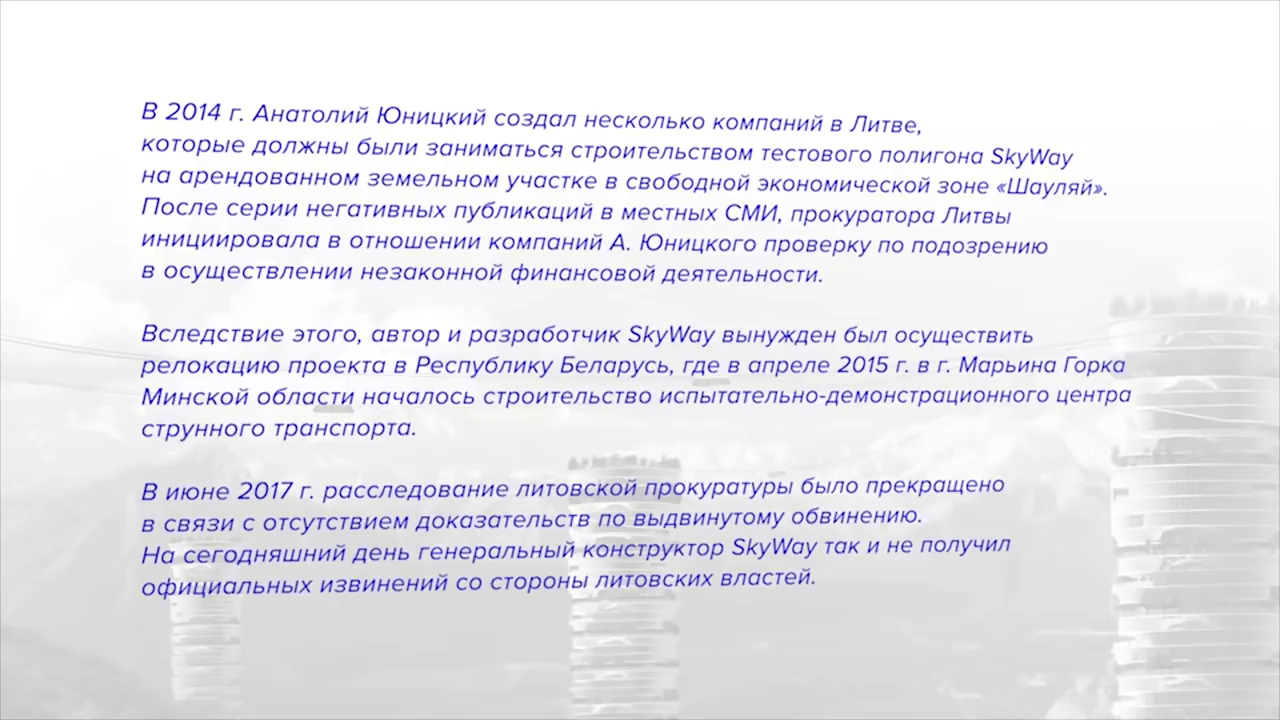 В 2014 г. Анатолий Юницкий создал несколько компаний в Литве,
которые должны были заниматься строительством тестового полигона SkyWay
на арендованном земельном участке в свободной экономической зоне «Шауляй».
После серии негативных публикаций в местных СМИ, прокуратора Литвы
инициировала в отношении компаний А. Юницкого проверку по подозрению
в осуществлении незаконной финансовой деятельности.
Вследствие этого, автор и разработчик SkyWay вынужден был осуществить
релокацию проекта в Республику Беларусь, где в апреле 2015 г. в г. Марьина Горка
Минской области началось строительство испытательно-демонстрационного центра
струнного транспорта.
В июне 2017 г. расследование литовской прокуратуры было прекращено
в связи с отсутствием доказательств по выдвинутому обвинению.
На сегодняшний день генеральный конструктор SkyWay так и не получил
официальных извинений со стороны литовских властей.